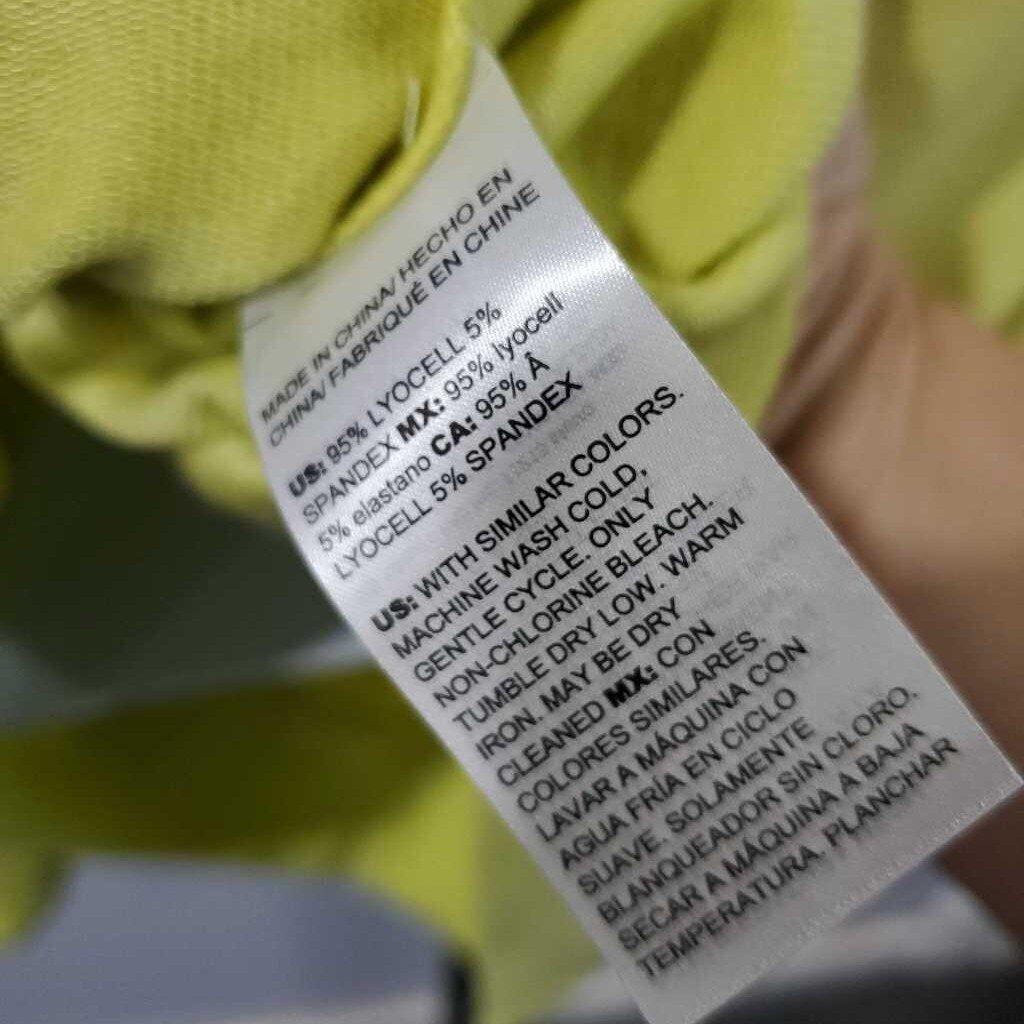 MADE IN CHINA/ HECHO EN
CHINA/ FABRIQUÉ EN CHINE
US: 95% LYOCELL 5%
SPANDEX MX: 95% lyocell
5% elastano CA: 95% Â
LYOCELL 5% SPANDEX
US: WITH SIMILAR COLORS.
MACHINE WASH COLD,
GENTLE CYCLE. ONLY
NON-CHLORINE BLEACH.
TUMBLE DRY LOW. WARM
IRON. MAY BE DRY
CLEANED MX: CON
COLORES SIMILARES.
LAVAR A MÁQUINA CON
AGUA FRÍA EN CICLO
SUAVE. SOLAMENTE
BLANQUEADOR SIN CLORO.
SECAR A MÁQUINA A BAJA
TEMPERATURA. PLANCHAR